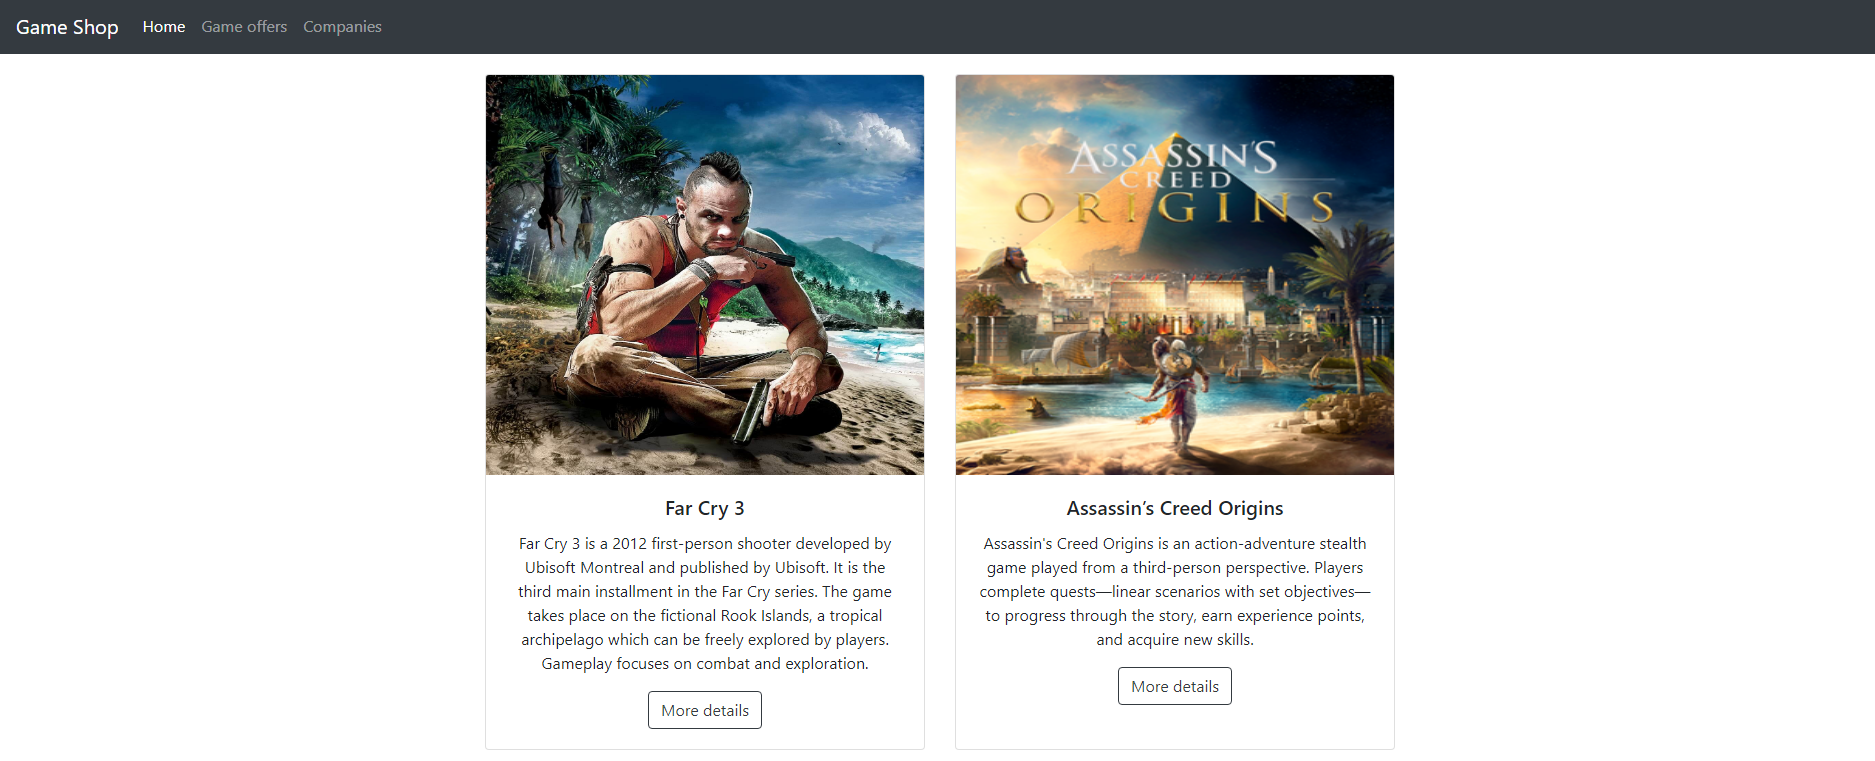 Game Shop Home Game offers Companies
ASSASSIN'S
CREED
ORIGINS
Far Cry 3
Far Cry 3 is a 2012 first-person shooter developed by
Ubisoft Montreal and published by Ubisoft. It is the
third main installment in the Far Cry series. The game
takes place on the fictional Rook Islands, a tropical
archipelago which can be freely explored by players.
Gameplay focuses on combat and exploration.
More details
Assassin’s Creed Origins
Assassin's Creed Origins is an action-adventure stealth
game played from a third-person perspective. Players
complete quests—linear scenarios with set objectives—
to progress through the story, earn experience points,
and acquire new skills.
More details